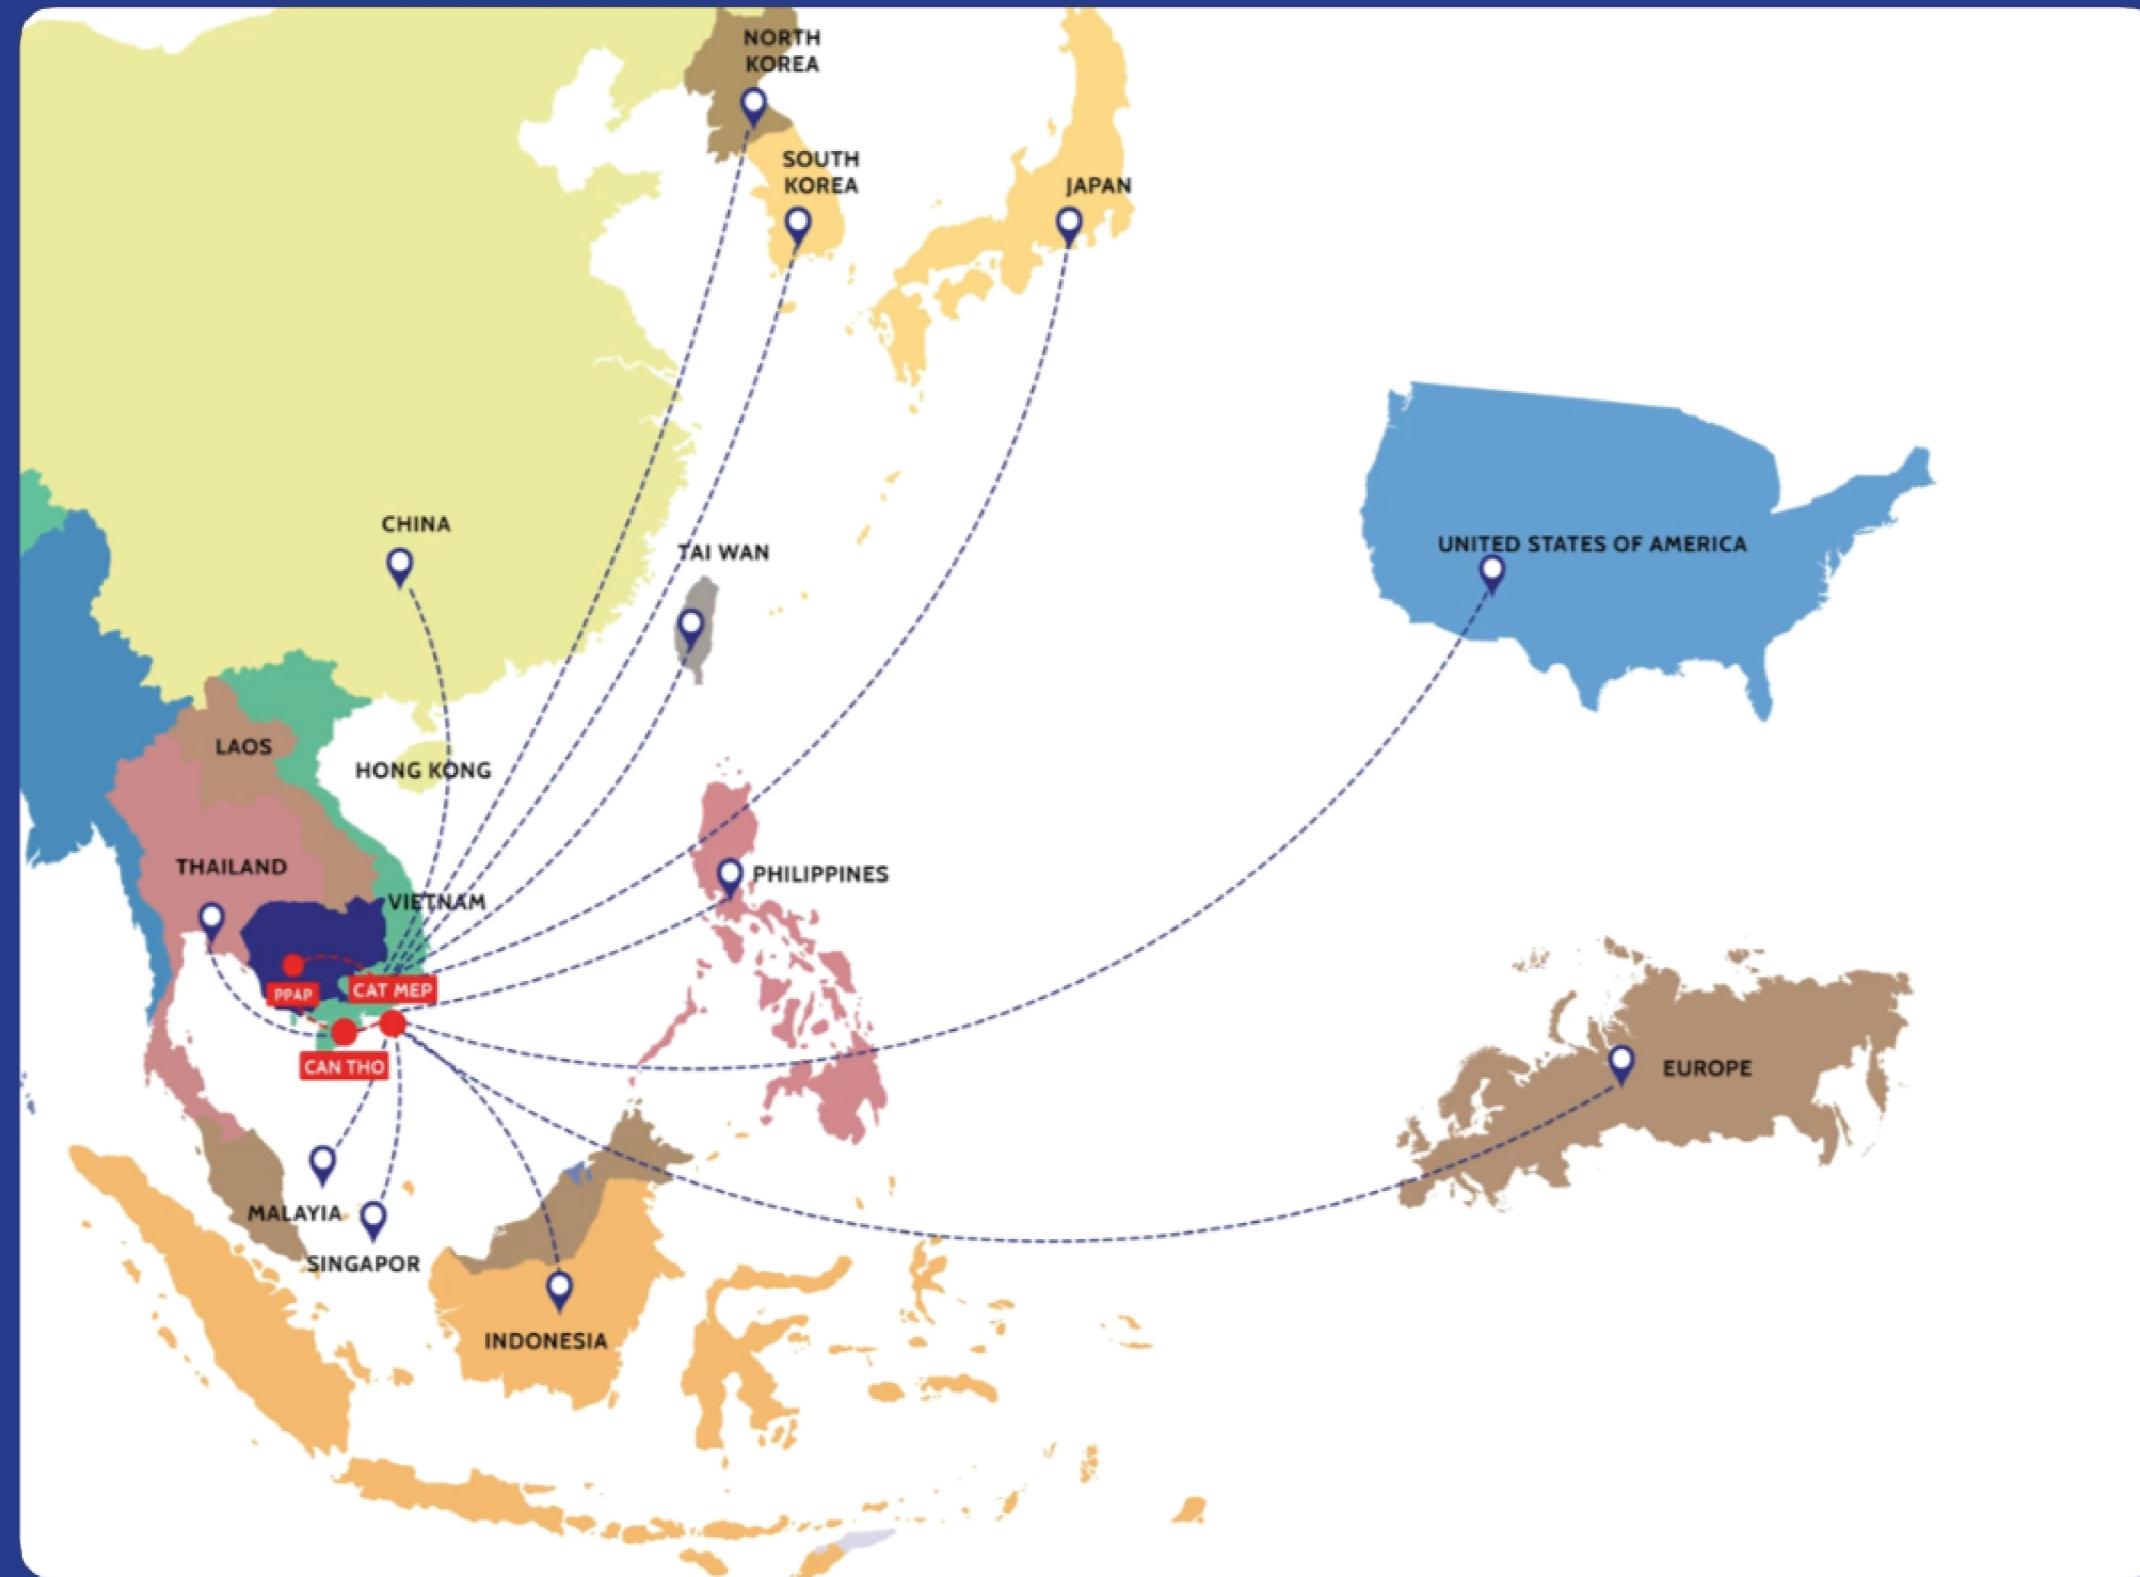 NORTH
KOREA
SOUTH
KOREA
JAPAN
CHINA
TAI WAN
UNITED STATES OF AMERICA
LAOS
HONG KONG
THAILAND
PHILIPPINES
VIETNAM
PPAP
CAT MEP
CAN THO
EUROPE
MALAYIA
SINGAPOR
INDONESIA